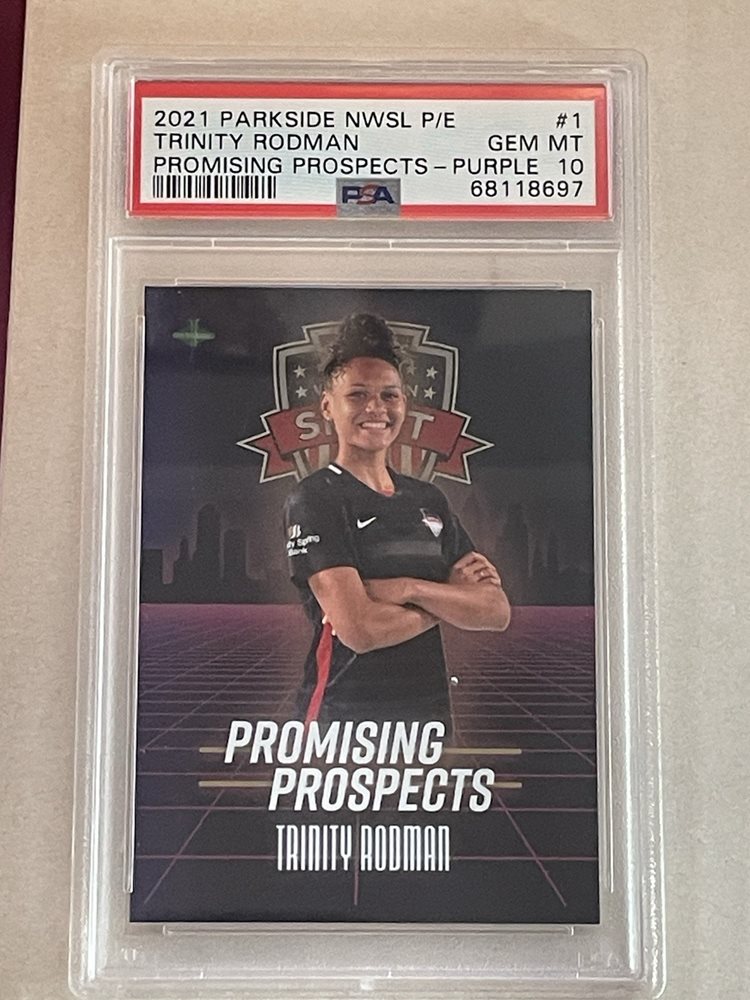 2021 PARKSIDE NWSL P/E #1
TRINITY RODMAN GEM MT
PROMISING PROSPECTS - PURPLE 10
PSA 68118697
PROMISING
PROSPECTS
TRINITY RODMAN